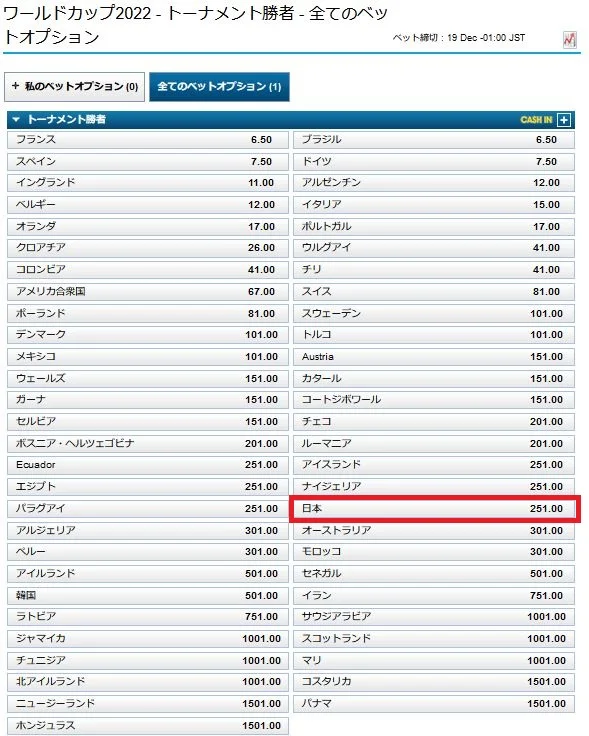 ワールドカップ2022 - トーナメント勝者 - 全てのベッ
トオプション
ベット締切：19 Dec -01:00 JST
+ 私のベットオプション (0) 全てのベットオプション (1)
トーナメント勝者 CASH IN +
フランス 6.50 ブラジル 6.50
スペイン 7.50 ドイツ 7.50
イングランド 11.00 アルゼンチン 12.00
ベルギー 12.00 イタリア 15.00
オランダ 17.00 ポルトガル 17.00
クロアチア 26.00 ウルグアイ 41.00
コロンビア 41.00 チリ 41.00
アメリカ合衆国 67.00 スイス 81.00
ポーランド 81.00 スウェーデン 101.00
デンマーク 101.00 トルコ 101.00
メキシコ 101.00 Austria 151.00
ウェールズ 151.00 カタール 151.00
ガーナ 151.00 コートジボワール 151.00
セルビア 151.00 チェコ 201.00
ボスニア・ヘルツェゴビナ 201.00 ルーマニア 201.00
Ecuador 251.00 アイスランド 251.00
エジプト 251.00 ナイジェリア 251.00
パラグアイ 251.00 日本 251.00
アルジェリア 301.00 オーストラリア 301.00
ペルー 301.00 モロッコ 301.00
アイルランド 501.00 セネガル 501.00
韓国 501.00 イラン 751.00
ラトビア 751.00 サウジアラビア 1001.00
ジャマイカ 1001.00 スコットランド 1001.00
チュニジア 1001.00 マリ 1001.00
北アイルランド 1001.00 コスタリカ 1501.00
ニュージーランド 1501.00 パナマ 1501.00
ホンジュラス 1501.00